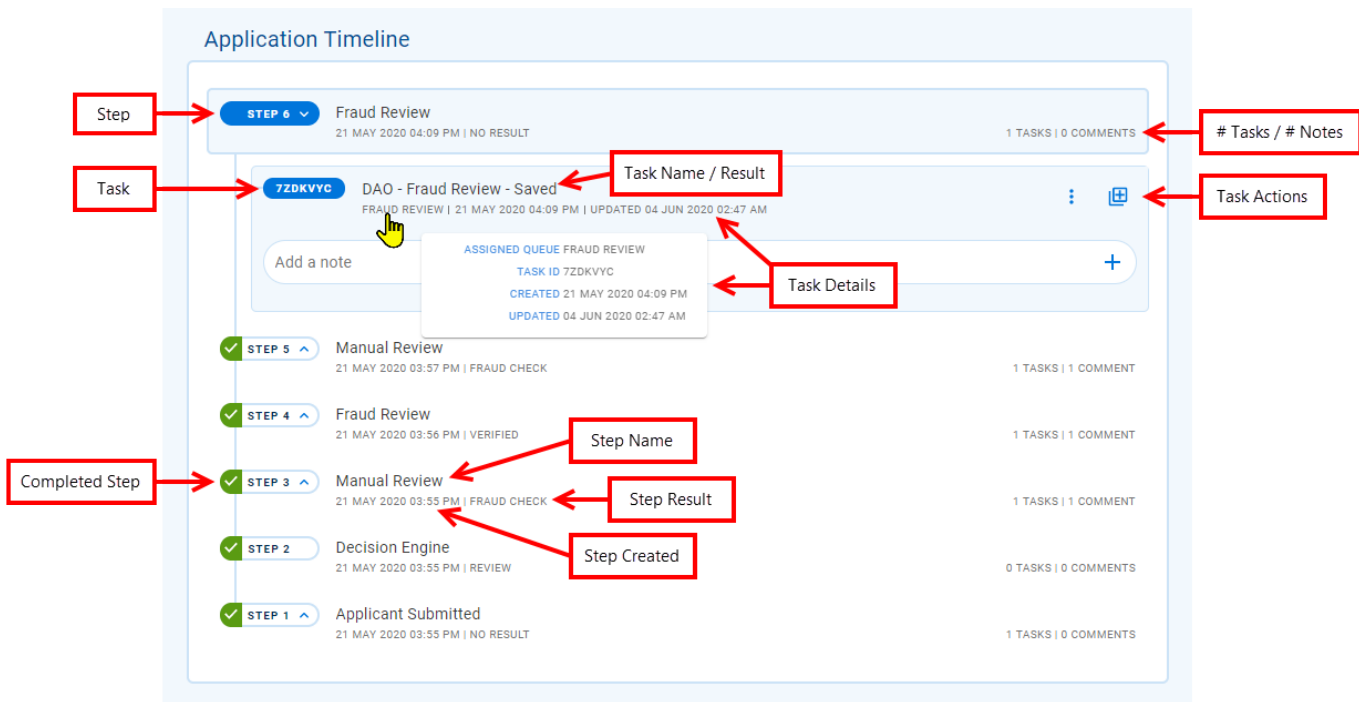 Application Timeline
Step
STEP 6
Fraud Review
21 MAY 2020 04:09 PM | NO RESULT
1 TASKS | 0 COMMENTS
# Tasks / # Notes
Task
7ZDKVYC
DAO - Fraud Review - Saved
Task Name / Result
FRAUD REVIEW | 21 MAY 2020 04:09 PM | UPDATED 04 JUN 2020 02:47 AM
Task Actions
Add a note
ASSIGNED QUEUE FRAUD REVIEW
TASK ID 7ZDKVYC
CREATED 21 MAY 2020 04:09 PM
UPDATED 04 JUN 2020 02:47 AM
Task Details
STEP 5
Manual Review
21 MAY 2020 03:57 PM | FRAUD CHECK
1 TASKS | 1 COMMENT
STEP 4
Fraud Review
21 MAY 2020 03:56 PM | VERIFIED
1 TASKS | 1 COMMENT
Step Name
Completed Step
STEP 3
Manual Review
21 MAY 2020 03:55 PM | FRAUD CHECK
Step Result
1 TASKS | 1 COMMENT
Step Created
STEP 2
Decision Engine
21 MAY 2020 03:55 PM | REVIEW
0 TASKS | 0 COMMENTS
STEP 1
Applicant Submitted
21 MAY 2020 03:55 PM | NO RESULT
1 TASKS | 0 COMMENTS